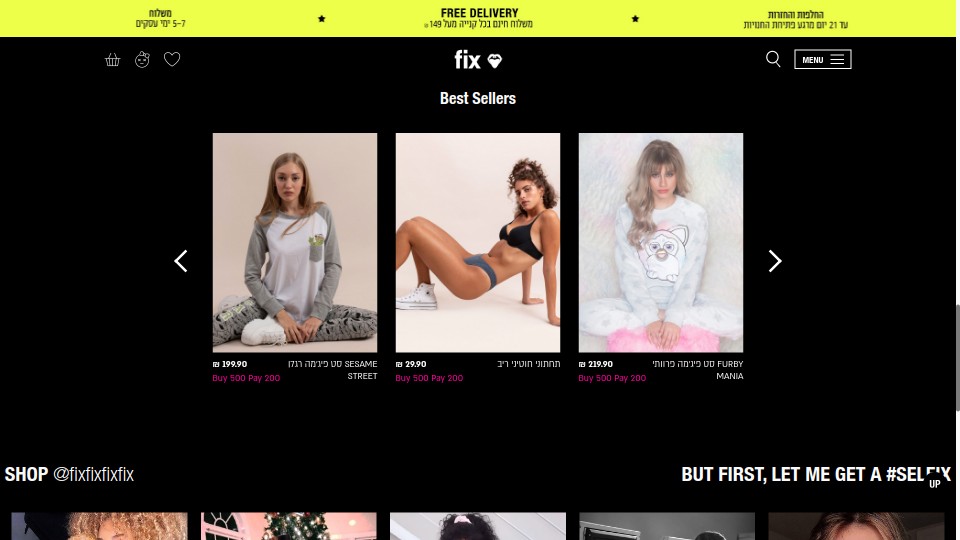 החלפות והחזרות
עד 21 יום מרגע פתיחת החנויות
FREE DELIVERY
משלוח חינם בכל קנייה מעל 149 ₪
משלוח
5-7 ימי עסקים
fix
MENU
Best Sellers
₪ 199.90
סט פיג׳מה רגלן SESAME
STREET
Buy 500 Pay 200
₪ 29.90
תחתוני חוטיני ריב
Buy 500 Pay 200
₪ 219.90
סט פיג׳מה פרוותי FURBY
MANIA
Buy 500 Pay 200
SHOP @fixfixfixfix
BUT FIRST, LET ME GET A #SELFIX
UP